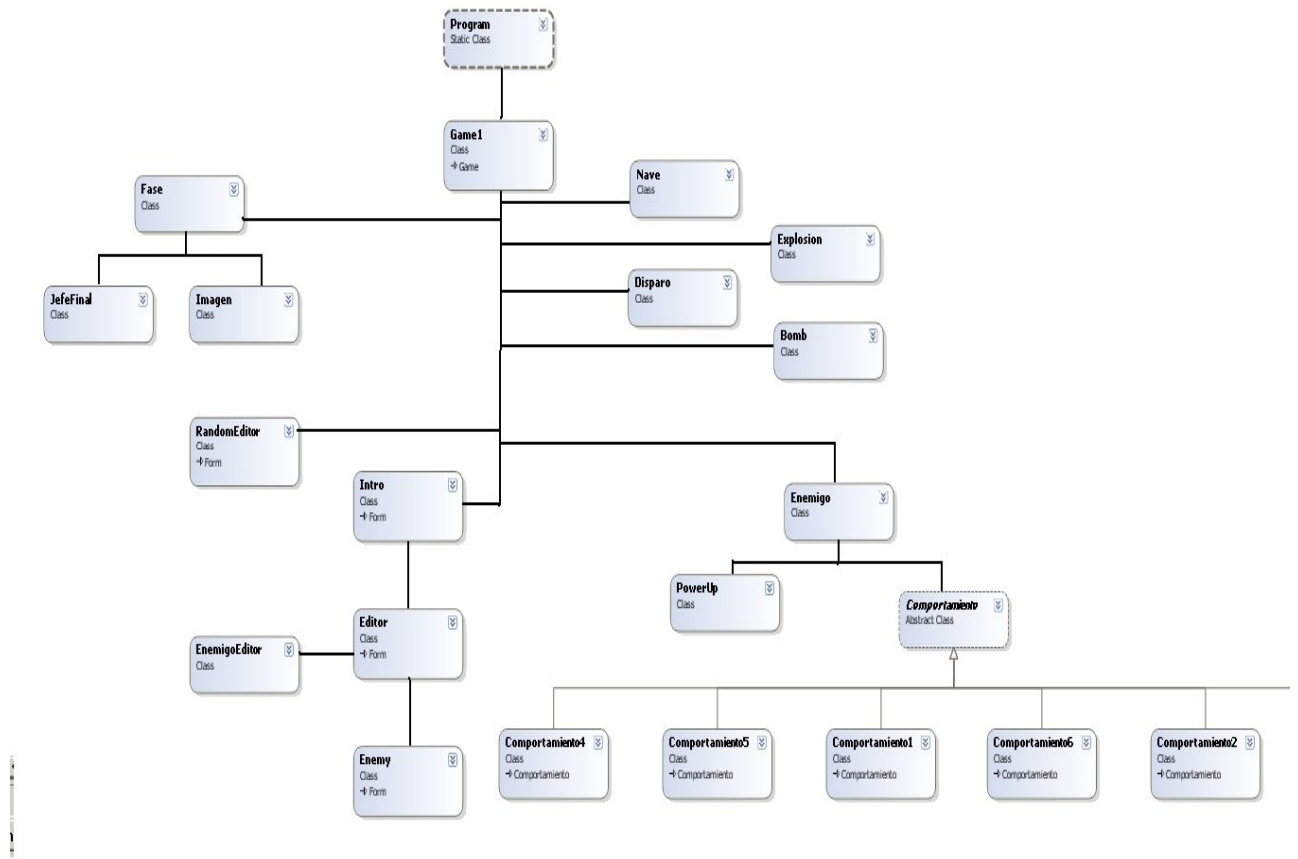 Program
Static Class
Game1
Class
Game
Nave
Class
Fase
Class
Explosion
Class
Disparo
Class
JefeFinal
Class
Imagen
Class
Bomb
Class
RandomEditor
Class
Form
Intro
Class
Form
Enemigo
Class
PowerUp
Class
Comportamiento
Abstract Class
Editor
Class
Form
EnemigoEditor
Class
Comportamiento4
Class
Comportamiento
Comportamiento5
Class
Comportamiento
Comportamiento1
Class
Comportamiento
Comportamiento6
Class
Comportamiento
Comportamiento2
Class
Comportamiento
Enemy
Class
Form